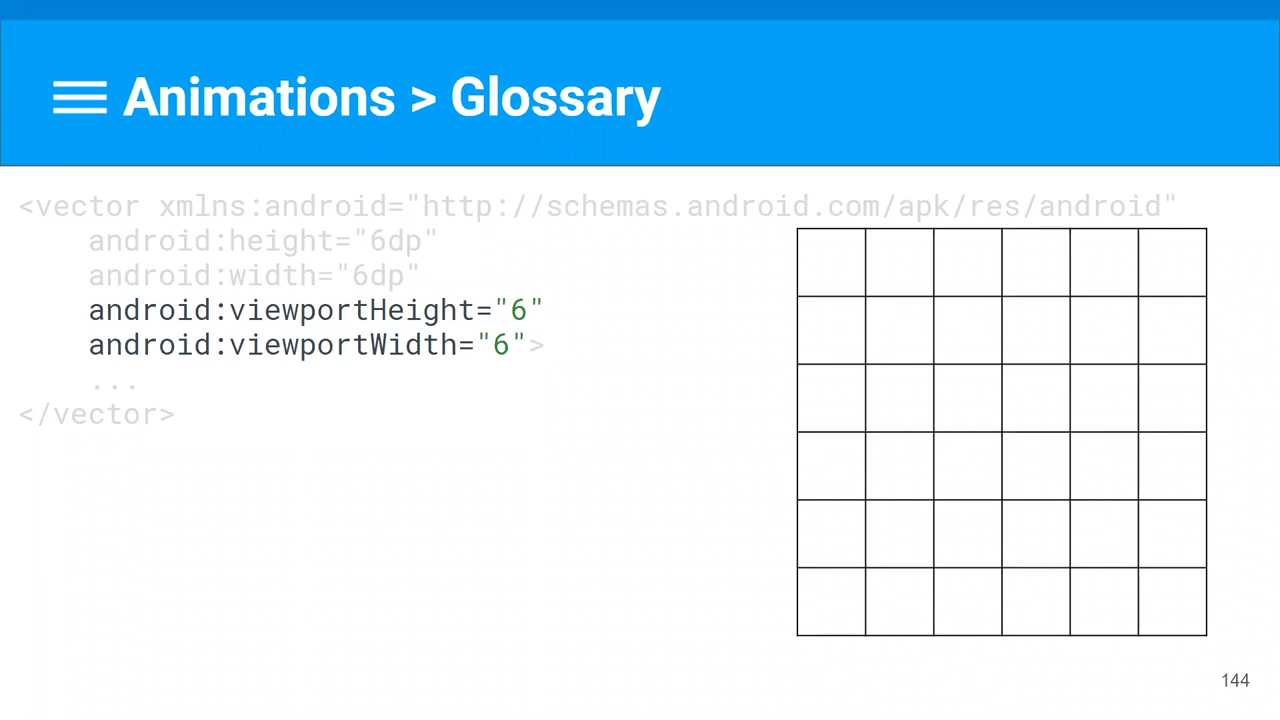 Animations > Glossary
<vector xmlns:android="http://schemas.android.com/apk/res/android"
    android:height="6dp"
    android:width="6dp"
    android:viewportHeight="6"
    android:viewportWidth="6">
    ...
</vector>
144